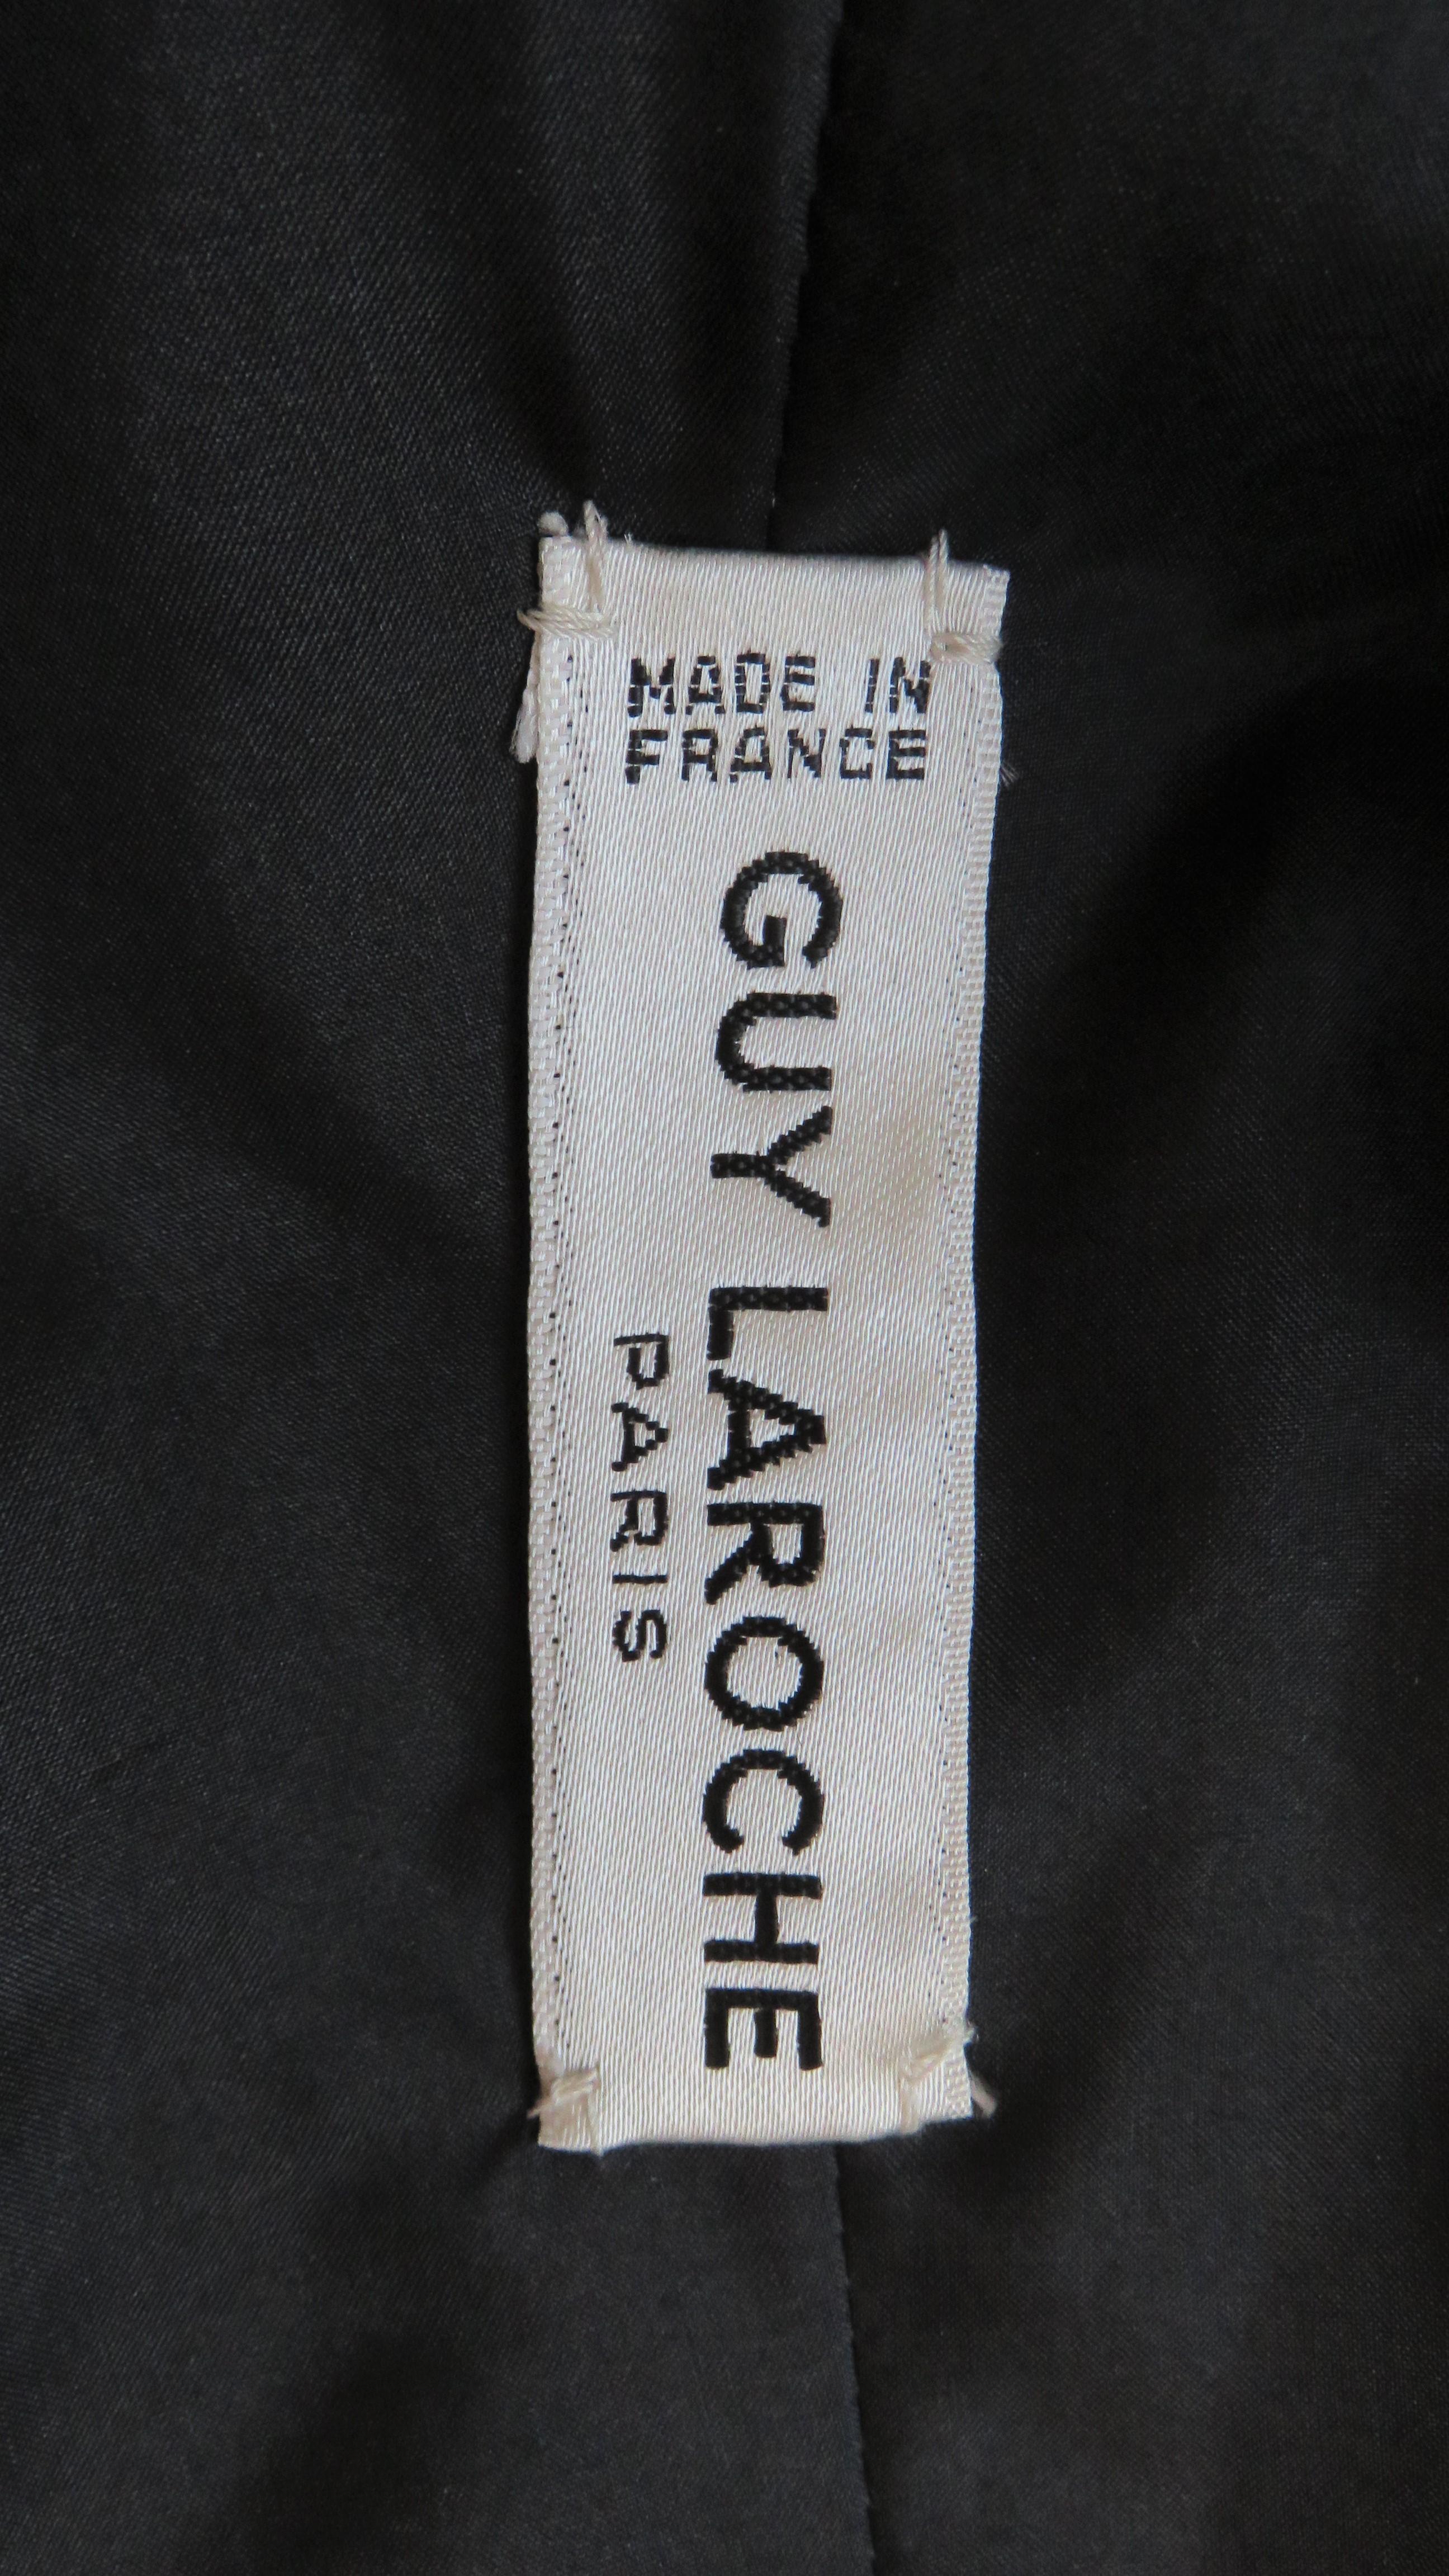 MADE IN
FRANCE
GUY LAROCHE
PARIS